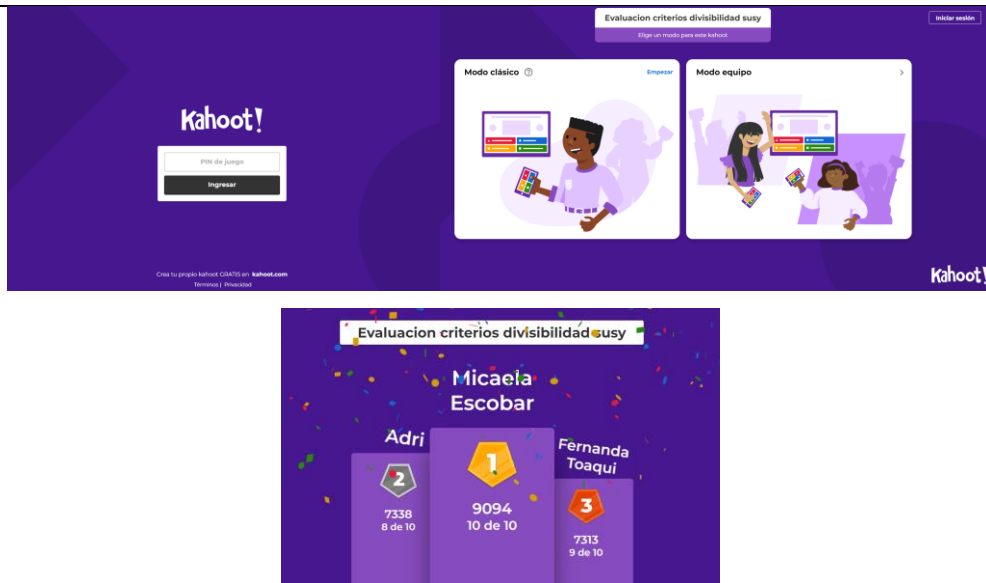 Kahoot!
PIN de juego
Ingresar
Crea tu propio kahoot GRATIS en kahoot.com
Términos | Privacidad
Evaluacion criterios divisibilidad susy
Elige un modo para este kahoot
Iniciar sesión
Modo clásico ?
Empezar
Modo equipo
Kahoot!
Evaluacion criterios divisibilidad susy
Micaela
Escobar
Adri
Fernanda
Toaqui
1
2
3
9094
10 de 10
7338
8 de 10
7313
9 de 10